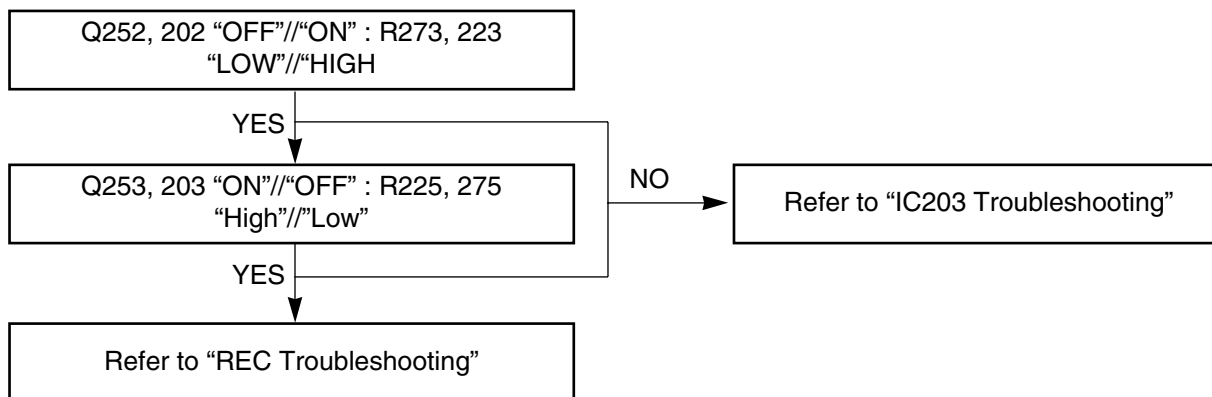 Q252, 202 “OFF”//“ON” : R273, 223
“LOW”//“HIGH
YES
Q253, 203 “ON”//“OFF” : R225, 275
“High”//”Low”
NO
Refer to “IC203 Troubleshooting”
YES
Refer to “REC Troubleshooting”